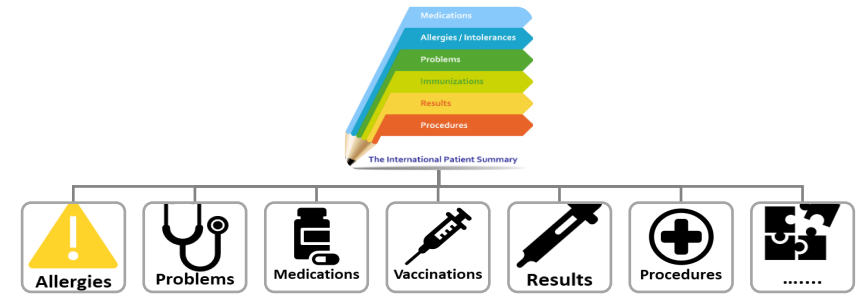 Medications
Allergies / Intolerances
Problems
Immunizations
Results
Procedures
The International Patient Summary
Allergies
Problems
Medications
Vaccinations
Results
Procedures
.......